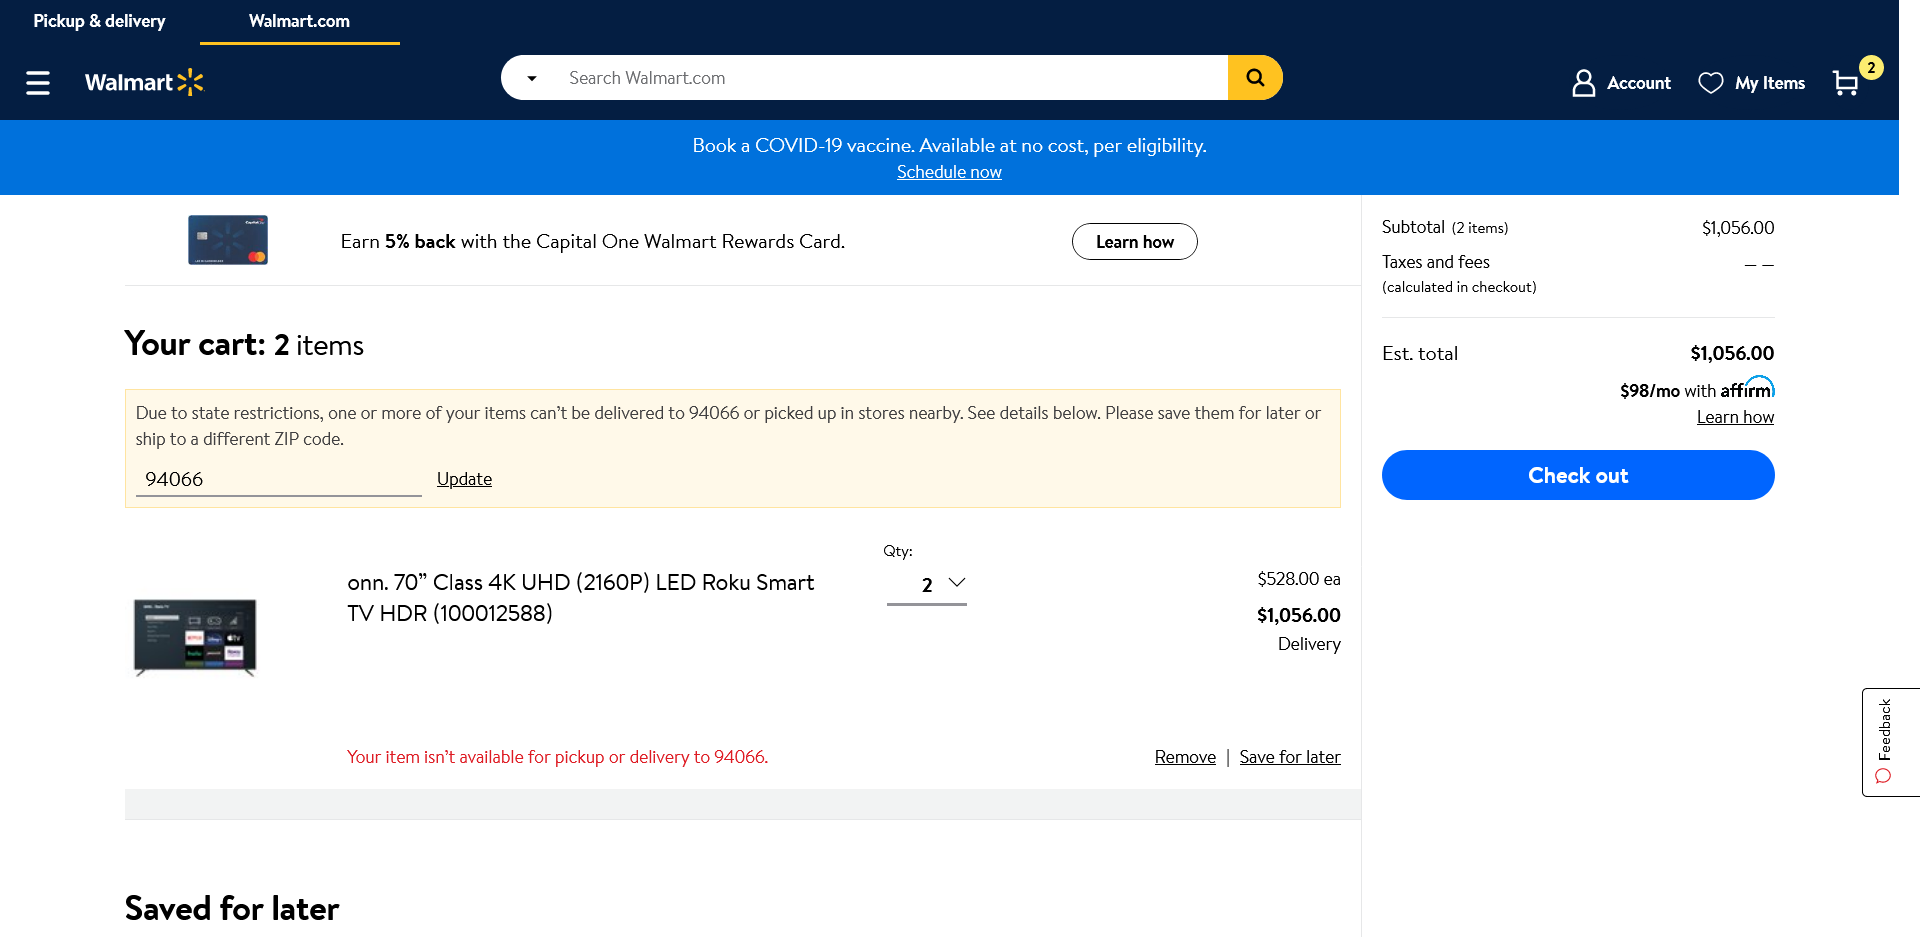 Pickup & delivery
Walmart.com
Walmart
Search Walmart.com
Account
My Items
2
Book a COVID-19 vaccine. Available at no cost, per eligibility.
Schedule now
Earn 5% back with the Capital One Walmart Rewards Card.
Learn how
Your cart: 2 items
Due to state restrictions, one or more of your items can't be delivered to 94066 or picked up in stores nearby. See details below. Please save them for later or
ship to a different ZIP code.
94066
Update
Qty:
onn. 70” Class 4K UHD (2160P) LED Roku Smart
TV HDR (100012588)
2
$528.00 ea
$1,056.00
Delivery
Your item isn’t available for pickup or delivery to 94066.
Remove | Save for later
Saved for later
Subtotal (2 items)
$1,056.00
Taxes and fees
– –
(calculated in checkout)
Est. total
$1,056.00
$98/mo with affirm
Learn how
Check out
Feedback